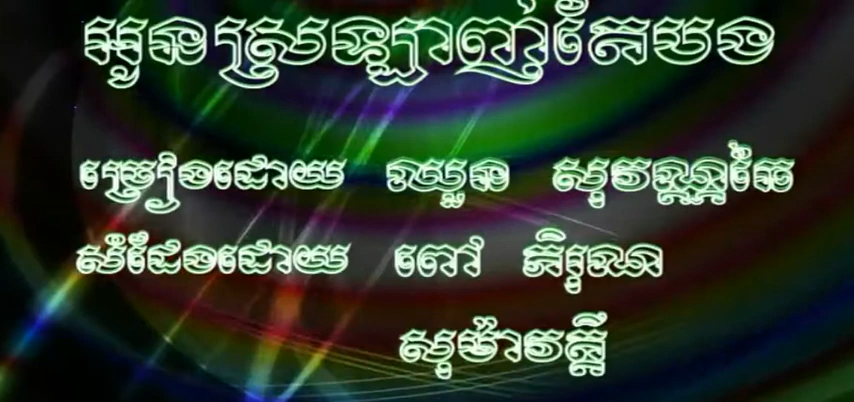 អូនស្រឡាញ់តែបង
ច្រៀងដោយ ឈួន សុវណ្ណឆៃ
សំដែងដោយ ពៅ ភិរុណ
សុម៉ាវត្តី